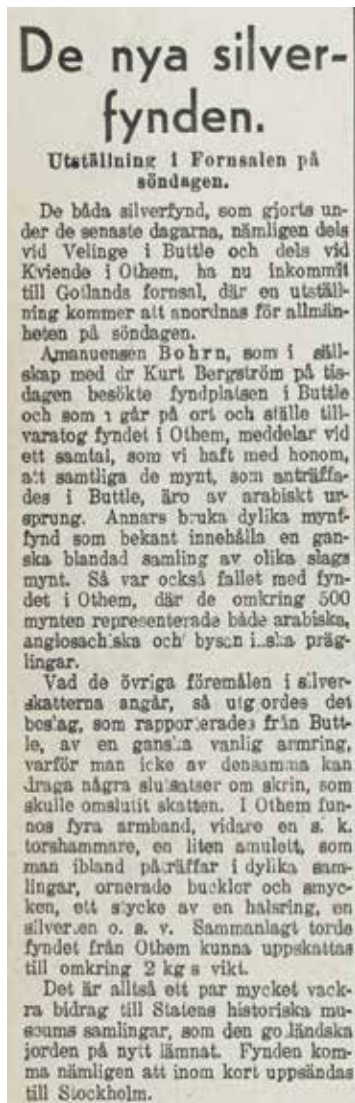 De nya silver-
fynden.
Utställning i Fornsalen på
söndagen.
De båda silverfynd, som gjorts un-
der de senaste dagarna, nämligen dels
vid Velinge i Buttle och dels vid
Kviende i Othem, ha nu inkommit
till Gotlands fornsal, där en utställ-
ning kommer att anordnas för allmän-
heten på söndagen.
Amanuensen Bohrn, som i säll-
skap med dr Kurt Bergström på tis-
dagen besökte fyndplatsen i Buttle
och som i går på ort och ställe till-
varatog fyndet i Othem, meddelar vid
ett samtal, som vi haft med honom,
att samtliga de mynt, som anträffa-
des i Buttle, äro av arabiskt ur-
sprung. Annars bruka dylika mynt-
fynd som bekant innehålla en gan-
ska blandad samling av olika slags
mynt. Så var också fallet med fyn-
det i Othem, där de omkring 500
mynten representerade både arabiska,
anglosachiska och bysantinska präg-
lingar.
Vad de övriga föremålen i silver-
skatterna angår, så utgjordes det
beslag, som rapporterades från Butt-
le, av en ganska vanlig armring,
varför man icke av densamma kan
draga några slutsatser om skrin, som
skulle omslutit skatten. I Othem fun-
nos fyra armband, vidare en s. k.
torshammare, en liten amulett, som
man ibland påträffar i dylika sam-
lingar, ornerade bucklor och smyc-
ken, ett stycke av en halsring, en
silverten o. s. v. Sammanlagt torde
fyndet från Othem kunna uppskattas
till omkring 2 kg:s vikt.
Det är alltså ett par mycket vack-
ra bidrag till Statens historiska mu-
seums samlingar, som den gotländska
jorden på nytt lämnat. Fynden kom-
ma nämligen att inom kort uppsändas
till Stockholm.